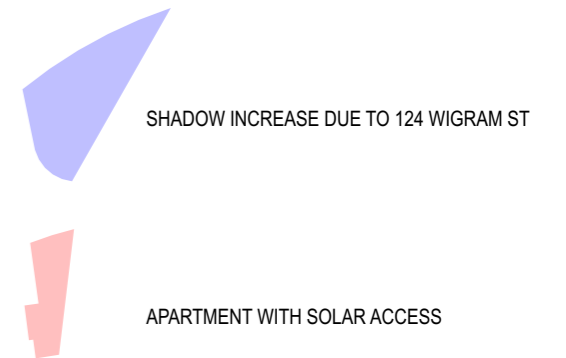 SHADOW INCREASE DUE TO 124 WIGRAM ST
APARTMENT WITH SOLAR ACCESS